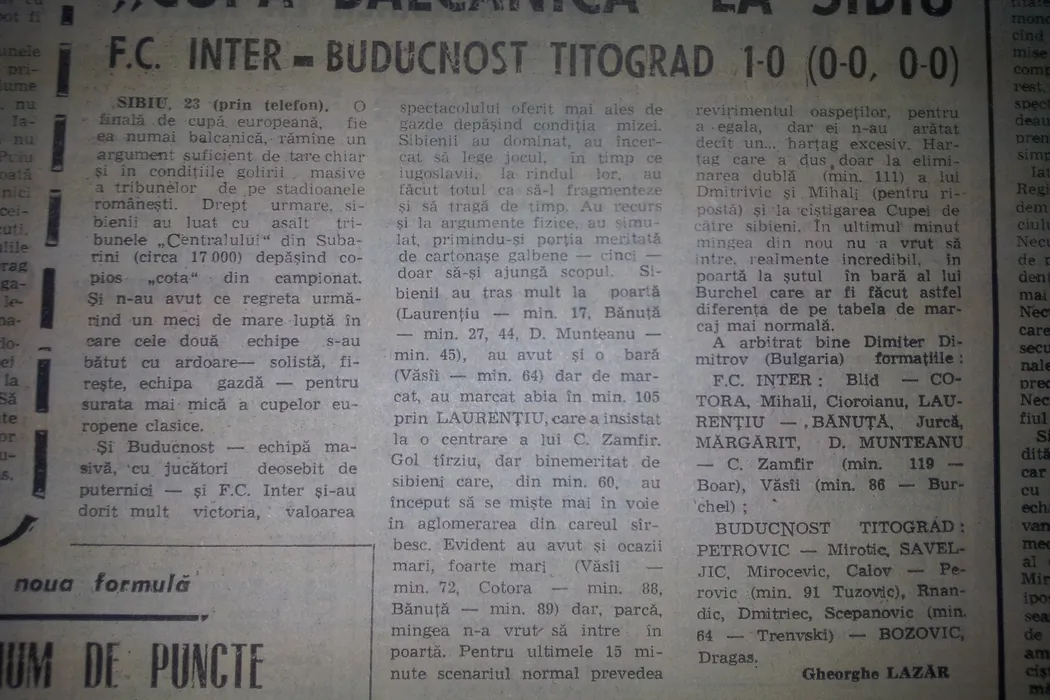 „CUPA BALCANICĂ" LA SIBIU
F.C. INTER - BUDUCNOST TITOGRAD 1-0 (0-0, 0-0)
SIBIU, 23 (prin telefon). O
finală de cupă europeană, fie
ea numai balcanică, rămîne un
argument suficient de tare chiar
și în condițiile golirii masive
a tribunelor de pe stadioanele
românești. Drept urmare, si-
bienii au luat cu asalt tri-
bunele „Centralului" din Suba-
rini (circa 17 000) depășind co-
pios „cota" din campionat.
Și n-au avut ce regreta urmă-
rind un meci de mare luptă în
care cele două echipe s-au
bătut cu ardoare— solistă, fi-
rește, echipa gazdă — pentru
surata mai mică a cupelor eu-
ropene clasice.
Și Buducnost — echipă ma-
sivă, cu jucători deosebit de
puternici — și F.C. Inter și-au
dorit mult victoria, valoarea
spectacolului oferit mai ales de
gazde depășind condiția mizei.
Sibienii au dominat, au încer-
cat să lege jocul, în timp ce
iugoslavii, la rîndul lor, au
făcut totul ca să-l fragmenteze
și să tragă de timp. Au recurs
și la argumente fizice, au simu-
lat, primindu-și porția meritată
de cartonașe galbene — cinci —
doar să-și ajungă scopul. Si-
bienii au tras mult la poartă
(Laurențiu — min. 17, Bănuță
— min. 27, 44, D. Munteanu —
min. 45), au avut și o bară
(Văsîi — min. 64) dar de mar-
cat, au marcat abia în min. 105
prin LAURENȚIU, care a insistat
la o centrare a lui C. Zamfir.
Gol tîrziu, dar binemeritat de
sibieni care, din min. 60, au
început să se miște mai în voie
în aglomerarea din careul sîr-
besc. Evident au avut și ocazii
mari, foarte mari (Văsîi —
min. 72, Cotora — min. 88,
Bănuță — min. 89) dar, parcă,
mingea n-a vrut să intre în
poartă. Pentru ultimele 15 mi-
nute scenariul normal prevedea
revirimentul oaspeților, pentru
a egala, dar ei n-au arătat
decît un... harțag excesiv. Har-
țag care a dus doar la elimi-
narea dublă (min. 111) a lui
Dmitrivic și Mihalj (pentru ri-
postă) și la cîștigarea Cupei de
către sibieni. În ultimul minut
mingea din nou nu a vrut să
intre, realmente incredibil, în
poartă la șutul în bară al lui
Burchel care ar fi făcut astfel
diferența de pe tabela de mar-
caj mai normală.
A arbitrat bine Dimiter Di-
mitrov (Bulgaria) formațiile :
F.C. INTER : Blid — CO-
TORA, Mihali, Cioroianu, LAU-
RENȚIU — BĂNUȚĂ, Jurcă,
MĂRGĂRIT, D. MUNTEANU
— C. Zamfir (min. 119 —
Boar), Văsîi (min. 86 — Bur-
chel) ;
BUDUCNOST TITOGRAD :
PETROVIC — Mirotic, SAVEL-
JIC, Mirocevic, Calov — Pe-
rovic (min. 91 Tuzovic), Rnan-
dic, Dmitriec, Scepanovic (min.
64 — Trenvski) — BOZOVIC,
Dragas.
Gheorghe LAZĂR
noua formulă
IUM DE PUNCTE